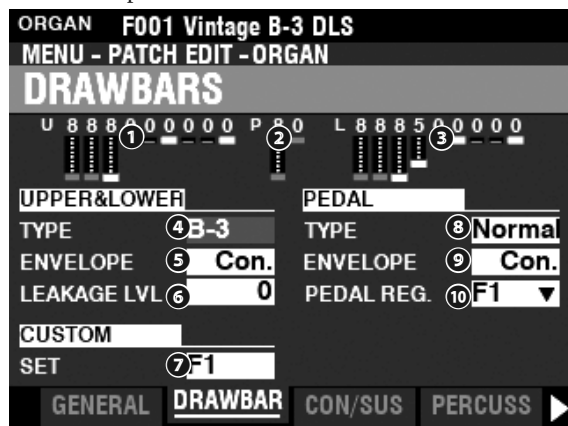 ORGAN F001 Vintage B-3 DLS
MENU - PATCH EDIT - ORGAN
DRAWBARS
U 8 8 8 ① 0 0 0 0 0 P 8 ② 0 L 8 8 8 5 ③ 0 0 0 0
UPPER&LOWER PEDAL
TYPE ④ B-3 TYPE ⑧ Normal
ENVELOPE ⑤ Con. ENVELOPE ⑨ Con.
LEAKAGE LVL ⑥ 0 PEDAL REG. ⑩ F1 ▼
CUSTOM
SET ⑦ F1
GENERAL DRAWBAR CON/SUS PERCUSS